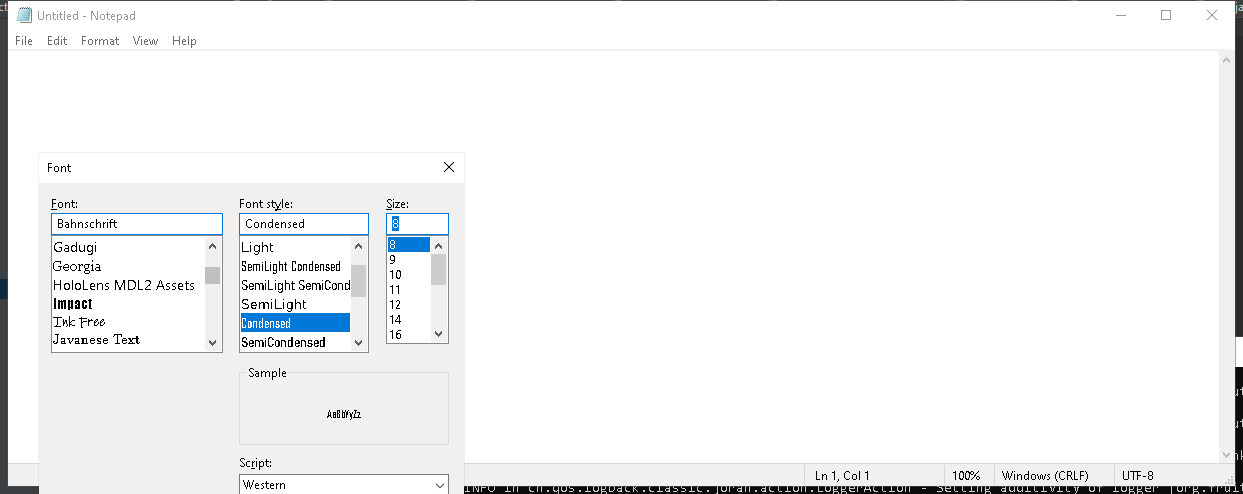 Untitled - Notepad
File Edit Format View Help
Font
Font: Font style: Size:
Bahnschrift Condensed 8
Gadugi Light 8
Georgia SemiLight Condensed 9
HoloLens MDL2 Assets SemiLight SemiCond 10
Impact SemiLight 11
Ink Free Condensed 12
Javanese Text SemiCondensed 14
16
Sample
AaBbYyZz
Script:
Western
Ln 1, Col 1 100% Windows (CRLF) UTF-8
INFO in ch.qos.logback.classic.joran.action.LoggerAction - Setting additivity of logger